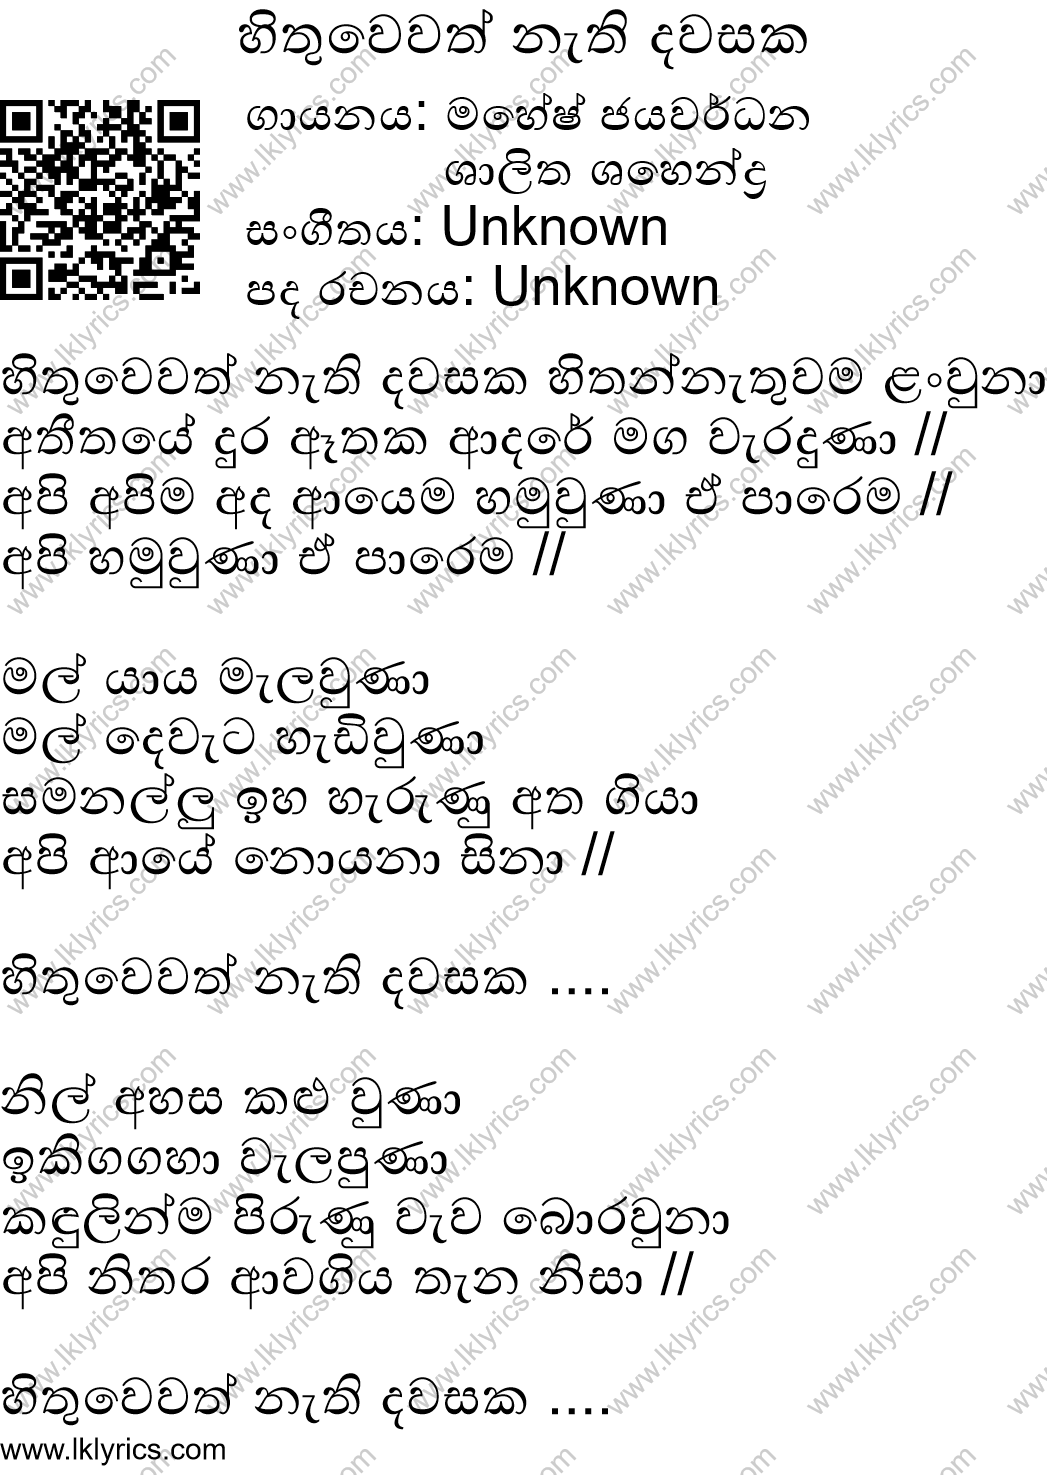 හිතුවෙවත් නැති දවසක
ගායනය: මහේෂ් ජයවර්ධන
ශාලිත ශහෙන්ද්‍ර
සංගීතය: Unknown
පද රචනය: Unknown
හිතුවෙවත් නැති දවසක හිතන්නැතුවම ළංවුනා
අතීතයේ දුර ඈතක ආදරේ මග වැරදුණා //
අපි අපිම අද ආයෙම හමුවුණා ඒ පාරෙම //
අපි හමුවුණා ඒ පාරෙම //
මල් යාය මැලවුණා
මල් දෙවැට හැඩිවුණා
සමනල්ලු ඉහ හැරුණු අත ගියා
අපි ආයේ නොයනා සිනා //
හිතුවෙවත් නැති දවසක ....
නිල් අහස කළු වුණා
ඉකිගගහා වැලපුණා
කඳුලින්ම පිරුණු වැව බොරවුනා
අපි නිතර ආවගිය තැන නිසා //
හිතුවෙවත් නැති දවසක ....
www.lklyrics.com